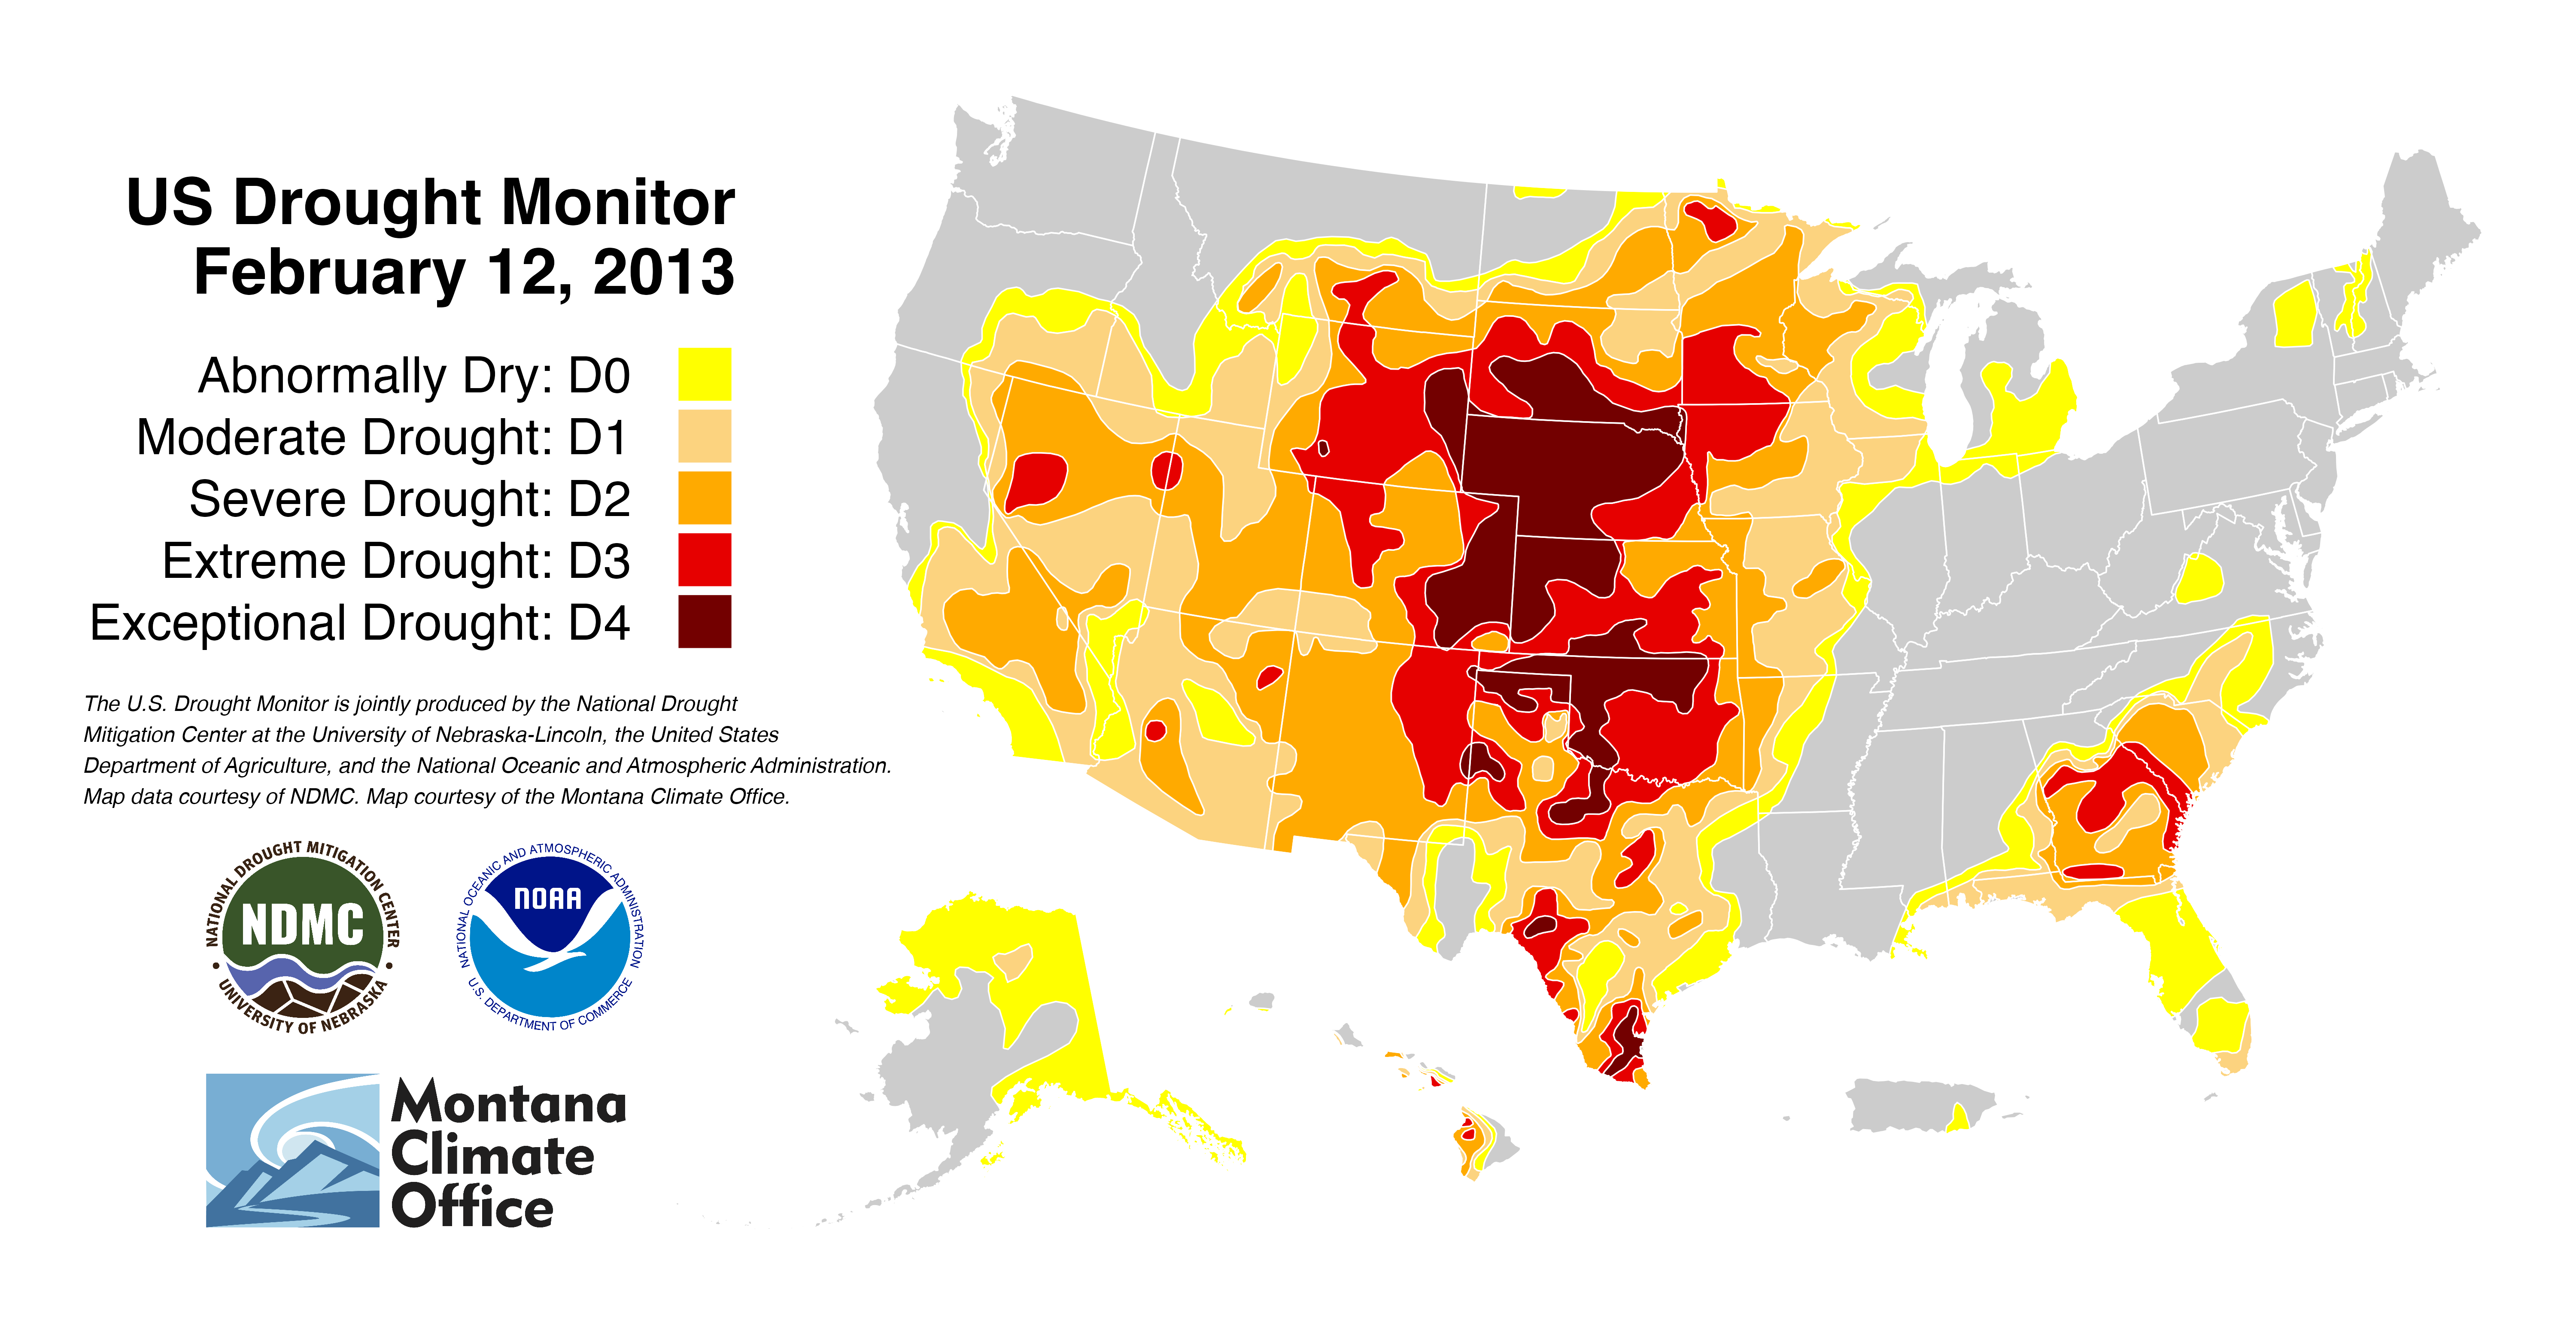 US Drought Monitor
February 12, 2013
Abnormally Dry: D0
Moderate Drought: D1
Severe Drought: D2
Extreme Drought: D3
Exceptional Drought: D4
The U.S. Drought Monitor is jointly produced by the National Drought
Mitigation Center at the University of Nebraska-Lincoln, the United States
Department of Agriculture, and the National Oceanic and Atmospheric Administration.
Map data courtesy of NDMC. Map courtesy of the Montana Climate Office.
NATIONAL DROUGHT MITIGATION CENTER
NDMC
• UNIVERSITY OF NEBRASKA •
NATIONAL OCEANIC AND ATMOSPHERIC ADMINISTRATION
NOAA
U.S. DEPARTMENT OF COMMERCE
Montana
Climate
Office